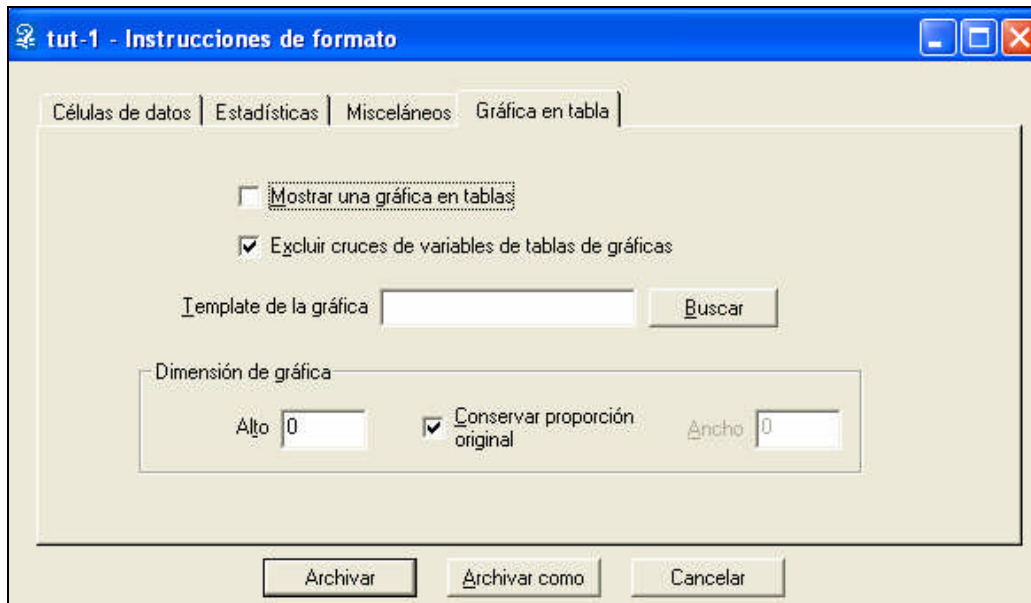 tut-1 - Instrucciones de formato
Células de datos Estadísticas Misceláneos Gráfica en tabla
Mostrar una gráfica en tablas
Excluir cruces de variables de tablas de gráficas
Template de la gráfica Buscar
Dimensión de gráfica
Alto 0 Conservar proporción original Ancho 0
Archivar Archivar como Cancelar